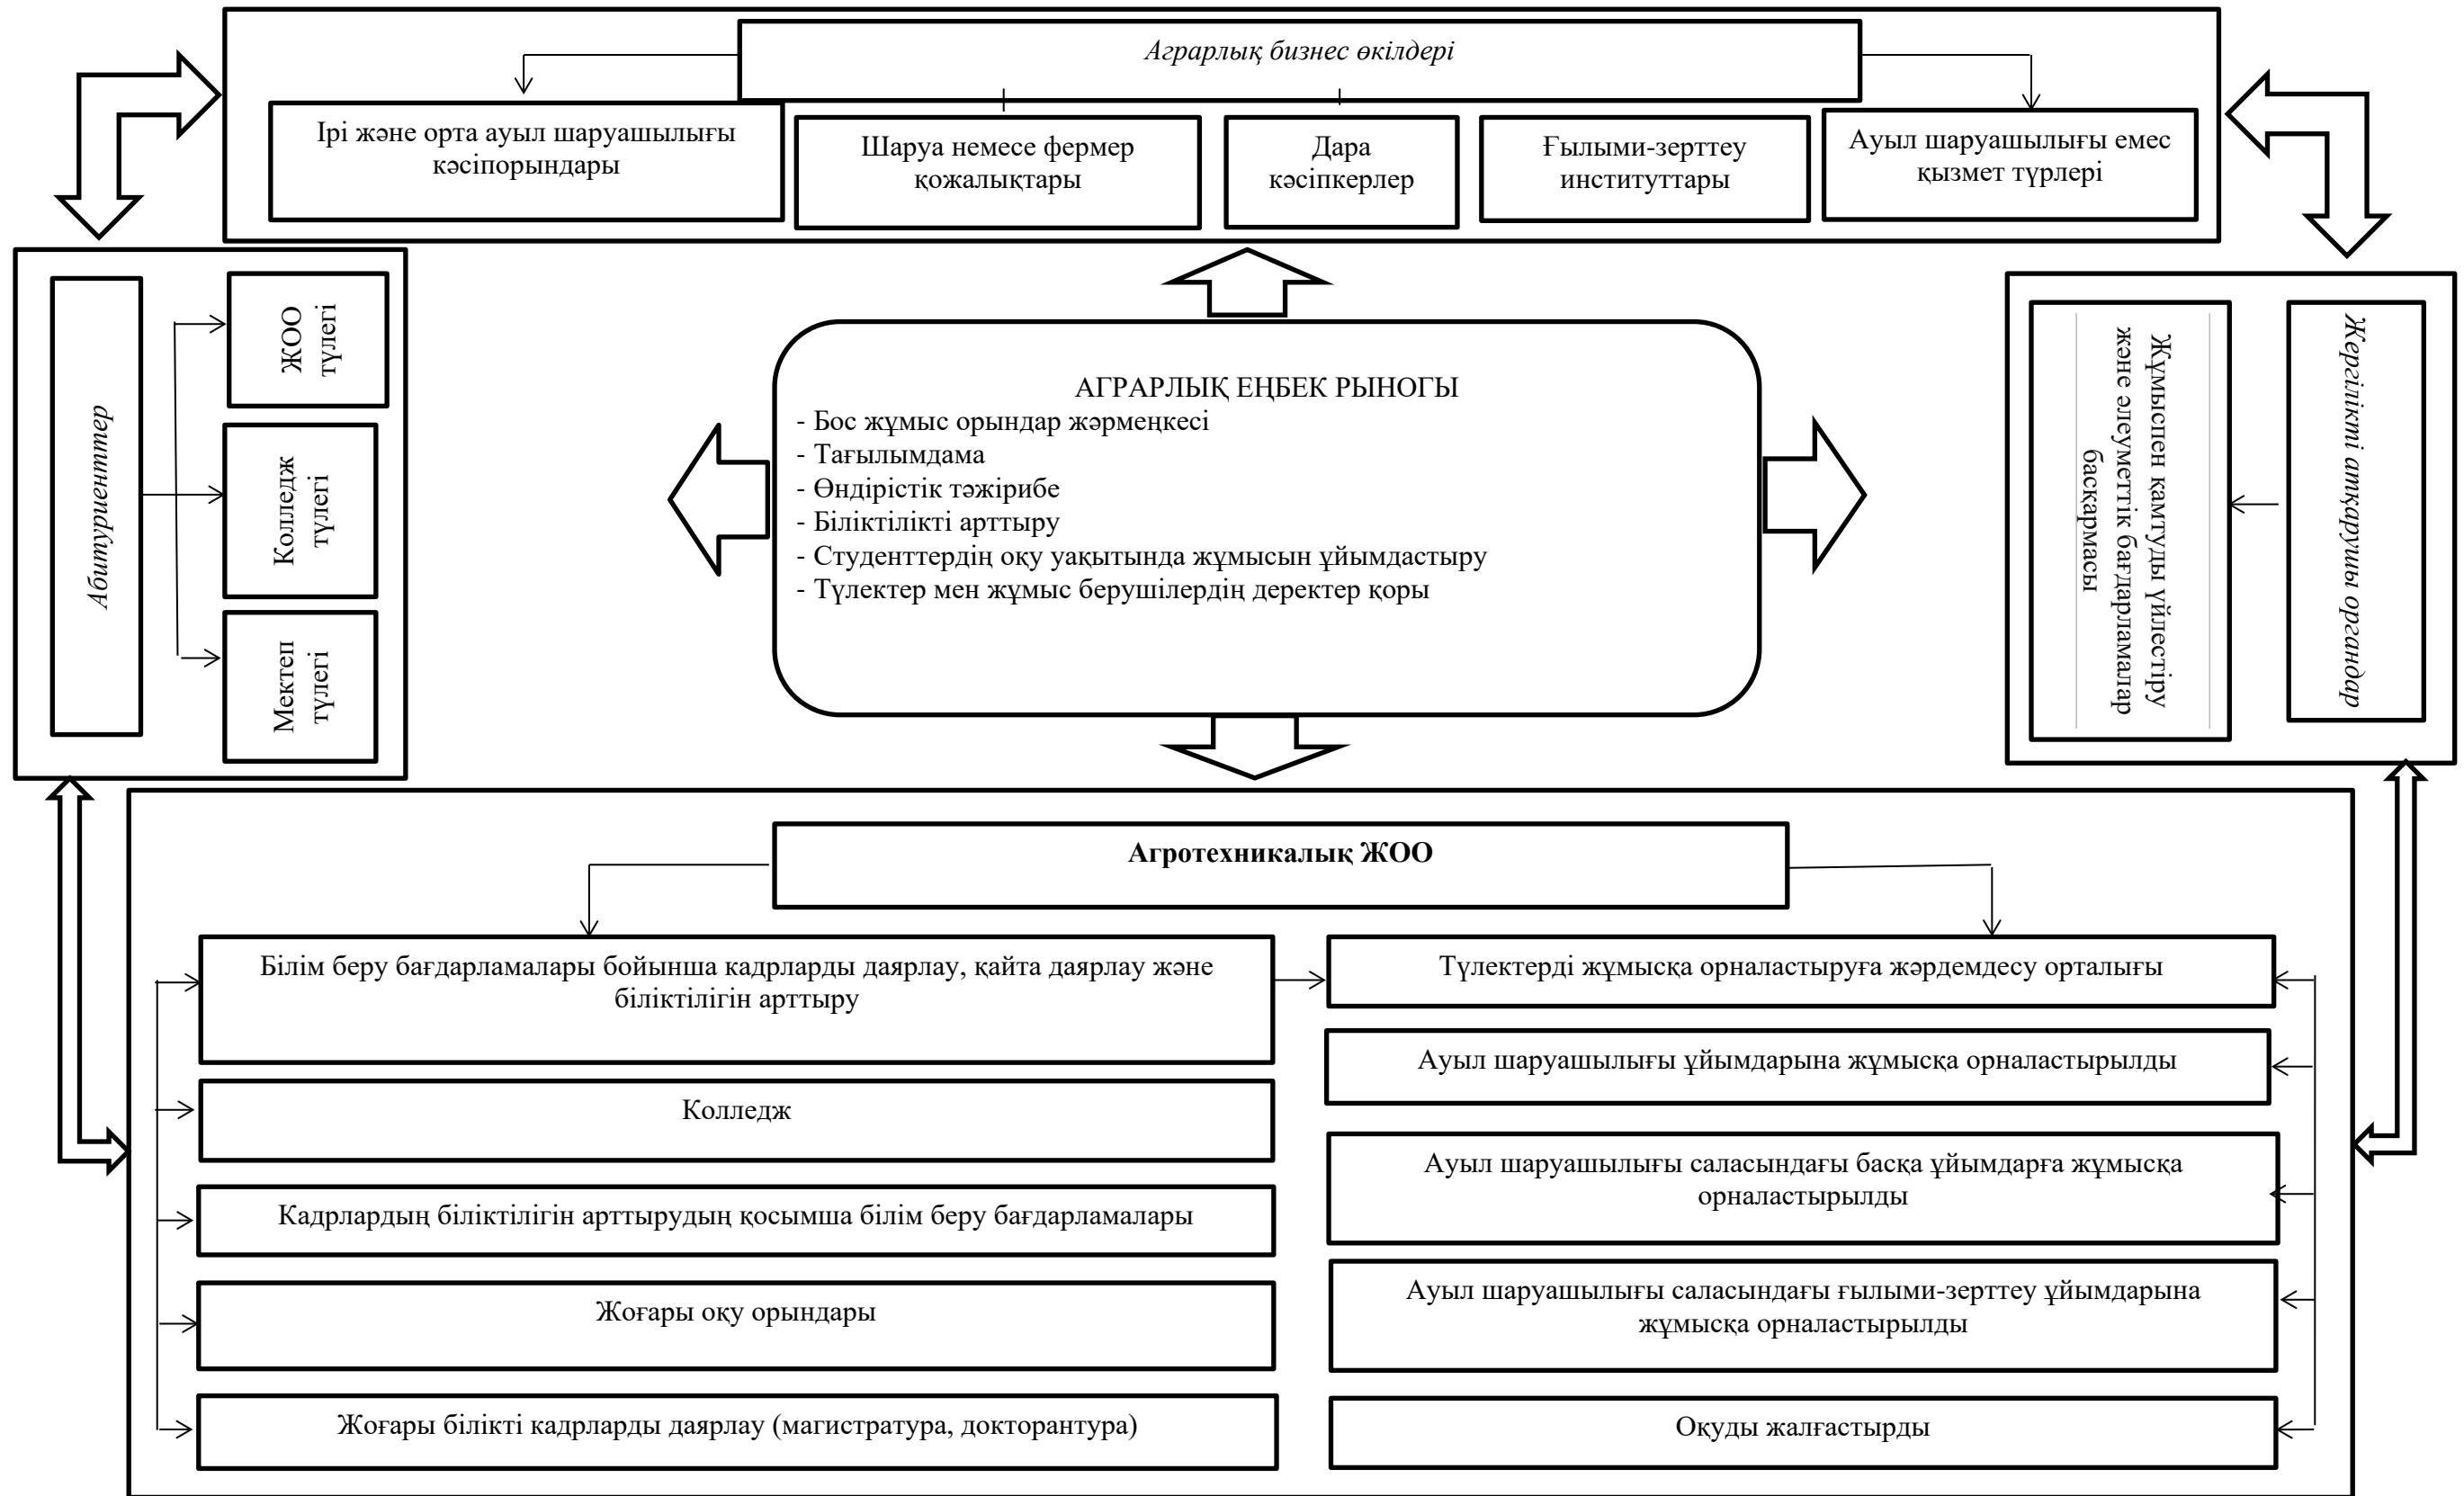 Аграрлық бизнес өкілдері
Ірі және орта ауыл шаруашылығы
кәсіпорындары
Шаруа немесе фермер
қожалықтары
Дара
кәсіпкерлер
Ғылыми-зерттеу
институттары
Ауыл шаруашылығы емес
қызмет түрлері
Абитуриенттер
ЖОО
түлегі
Колледж
түлегі
Мектеп
түлегі
АГРАРЛЫҚ ЕҢБЕК РЫНОГЫ
- Бос жұмыс орындар жәрмеңкесі
- Тағылымдама
- Өндірістік тәжірибе
- Біліктілікті арттыру
- Студенттердің оқу уақытында жұмысын ұйымдастыру
- Түлектер мен жұмыс берушілердің деректер қоры
Жұмыспен қамтуды үйлестіру
және әлеуметтік бағдарламалар
басқармасы
Жергілікті атқарушы органдар
Агротехникалық ЖОО
Білім беру бағдарламалары бойынша кадрларды даярлау, қайта даярлау және
біліктілігін арттыру
Колледж
Кадрлардың біліктілігін арттырудың қосымша білім беру бағдарламалары
Жоғары оқу орындары
Жоғары білікті кадрларды даярлау (магистратура, докторантура)
Түлектерді жұмысқа орналастыруға жәрдемдесу орталығы
Ауыл шаруашылығы ұйымдарына жұмысқа орналастырылды
Ауыл шаруашылығы саласындағы басқа ұйымдарға жұмысқа
орналастырылды
Ауыл шаруашылығы саласындағы ғылыми-зерттеу ұйымдарына
жұмысқа орналастырылды
Оқуды жалғастырды